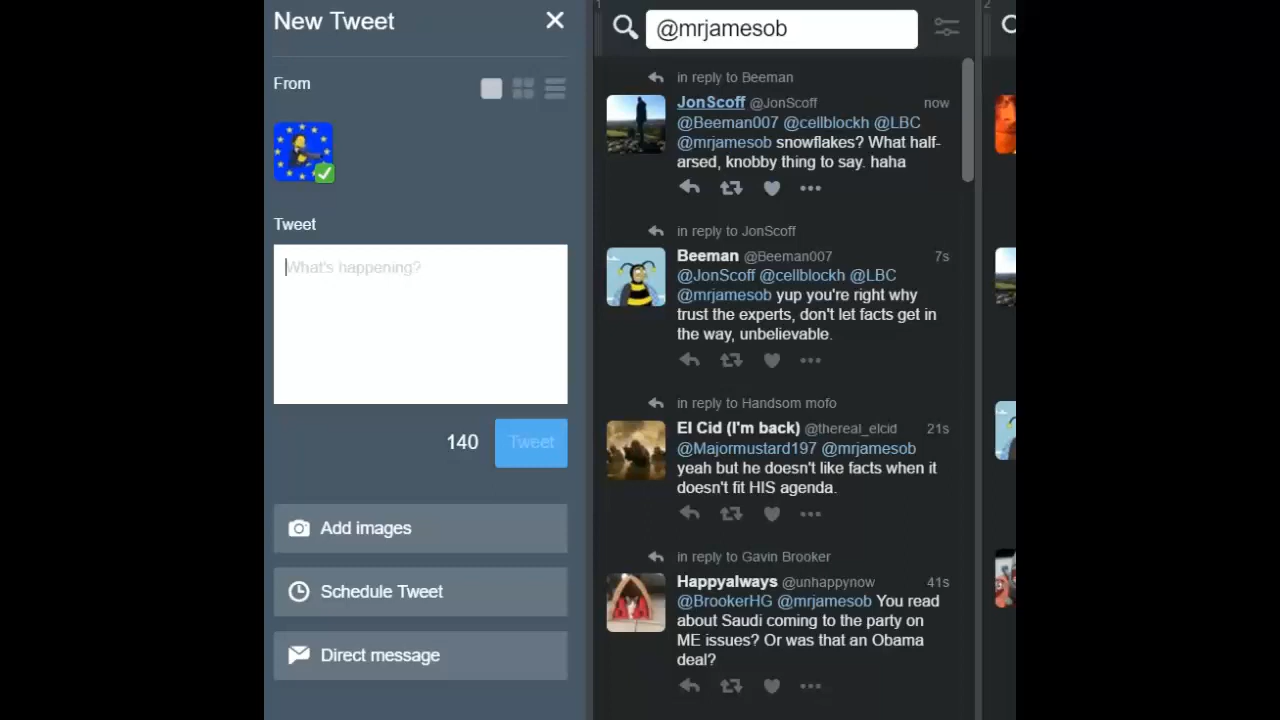 New Tweet
From
Tweet
What's happening?
140 Tweet
Add images
Schedule Tweet
Direct message
1
@mrjamesob
in reply to Beeman
JonScoff @JonScoff now
@Beeman007 @cellblockh @LBC
@mrjamesob snowflakes? What half-
arsed, knobby thing to say. haha
in reply to JonScoff
Beeman @Beeman007 7s
@JonScoff @cellblockh @LBC
@mrjamesob yup you're right why
trust the experts, don't let facts get in
the way, unbelievable.
in reply to Handsom mofo
El Cid (I'm back) @thereal_elcid 21s
@Majormustard197 @mrjamesob
yeah but he doesn't like facts when it
doesn't fit HIS agenda.
in reply to Gavin Brooker
Happyalways @unhappynow 41s
@BrookerHG @mrjamesob You read
about Saudi coming to the party on
ME issues? Or was that an Obama
deal?
2